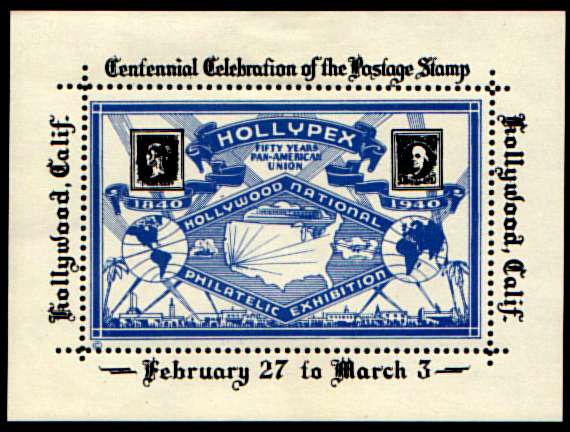 Centennial Celebration of the Postage Stamp
Hollywood, Calif.
HOLLYPEX
FIFTY YEARS
PAN-AMERICAN
UNION
1840
1940
HOLLYWOOD NATIONAL
PHILATELIC EXHIBITION
Hollywood, Calif.
©
February 27 to March 3